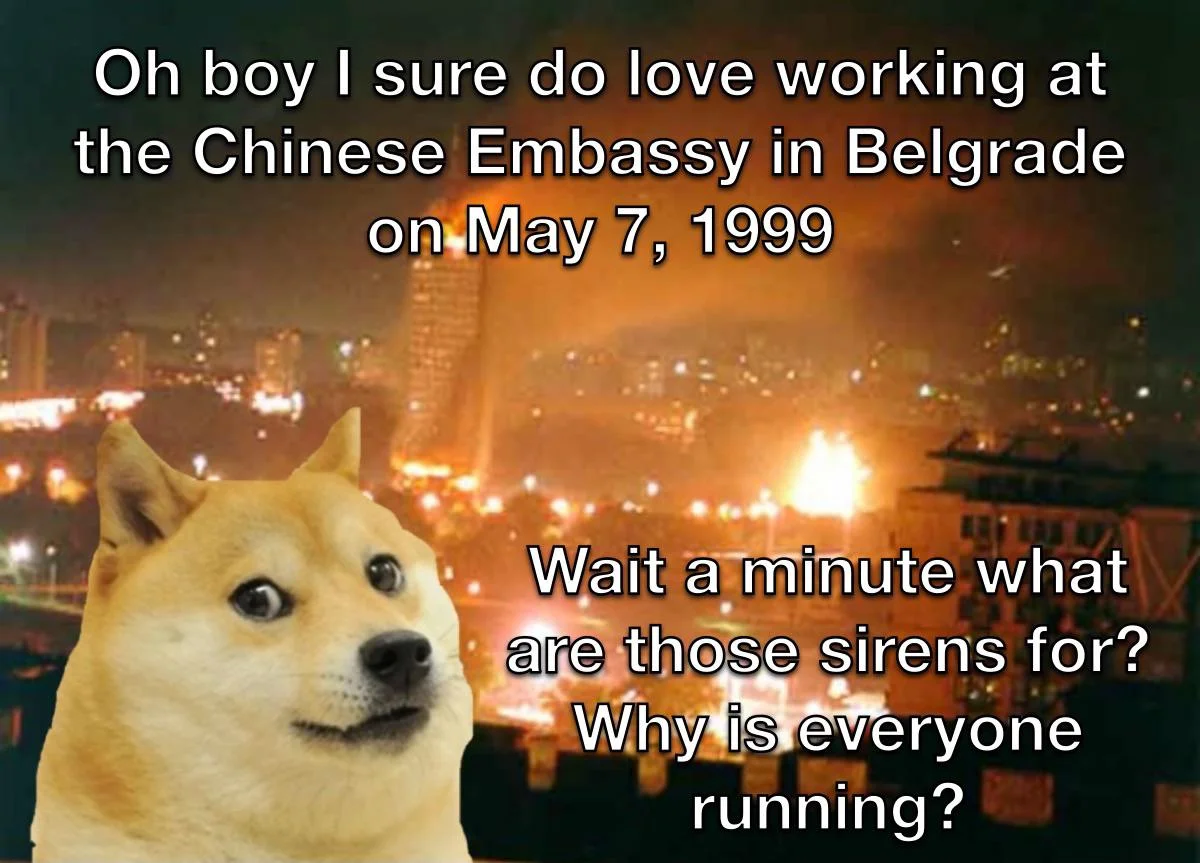 Oh boy I sure do love working at
the Chinese Embassy in Belgrade
on May 7, 1999
Wait a minute what
are those sirens for?
Why is everyone
running?